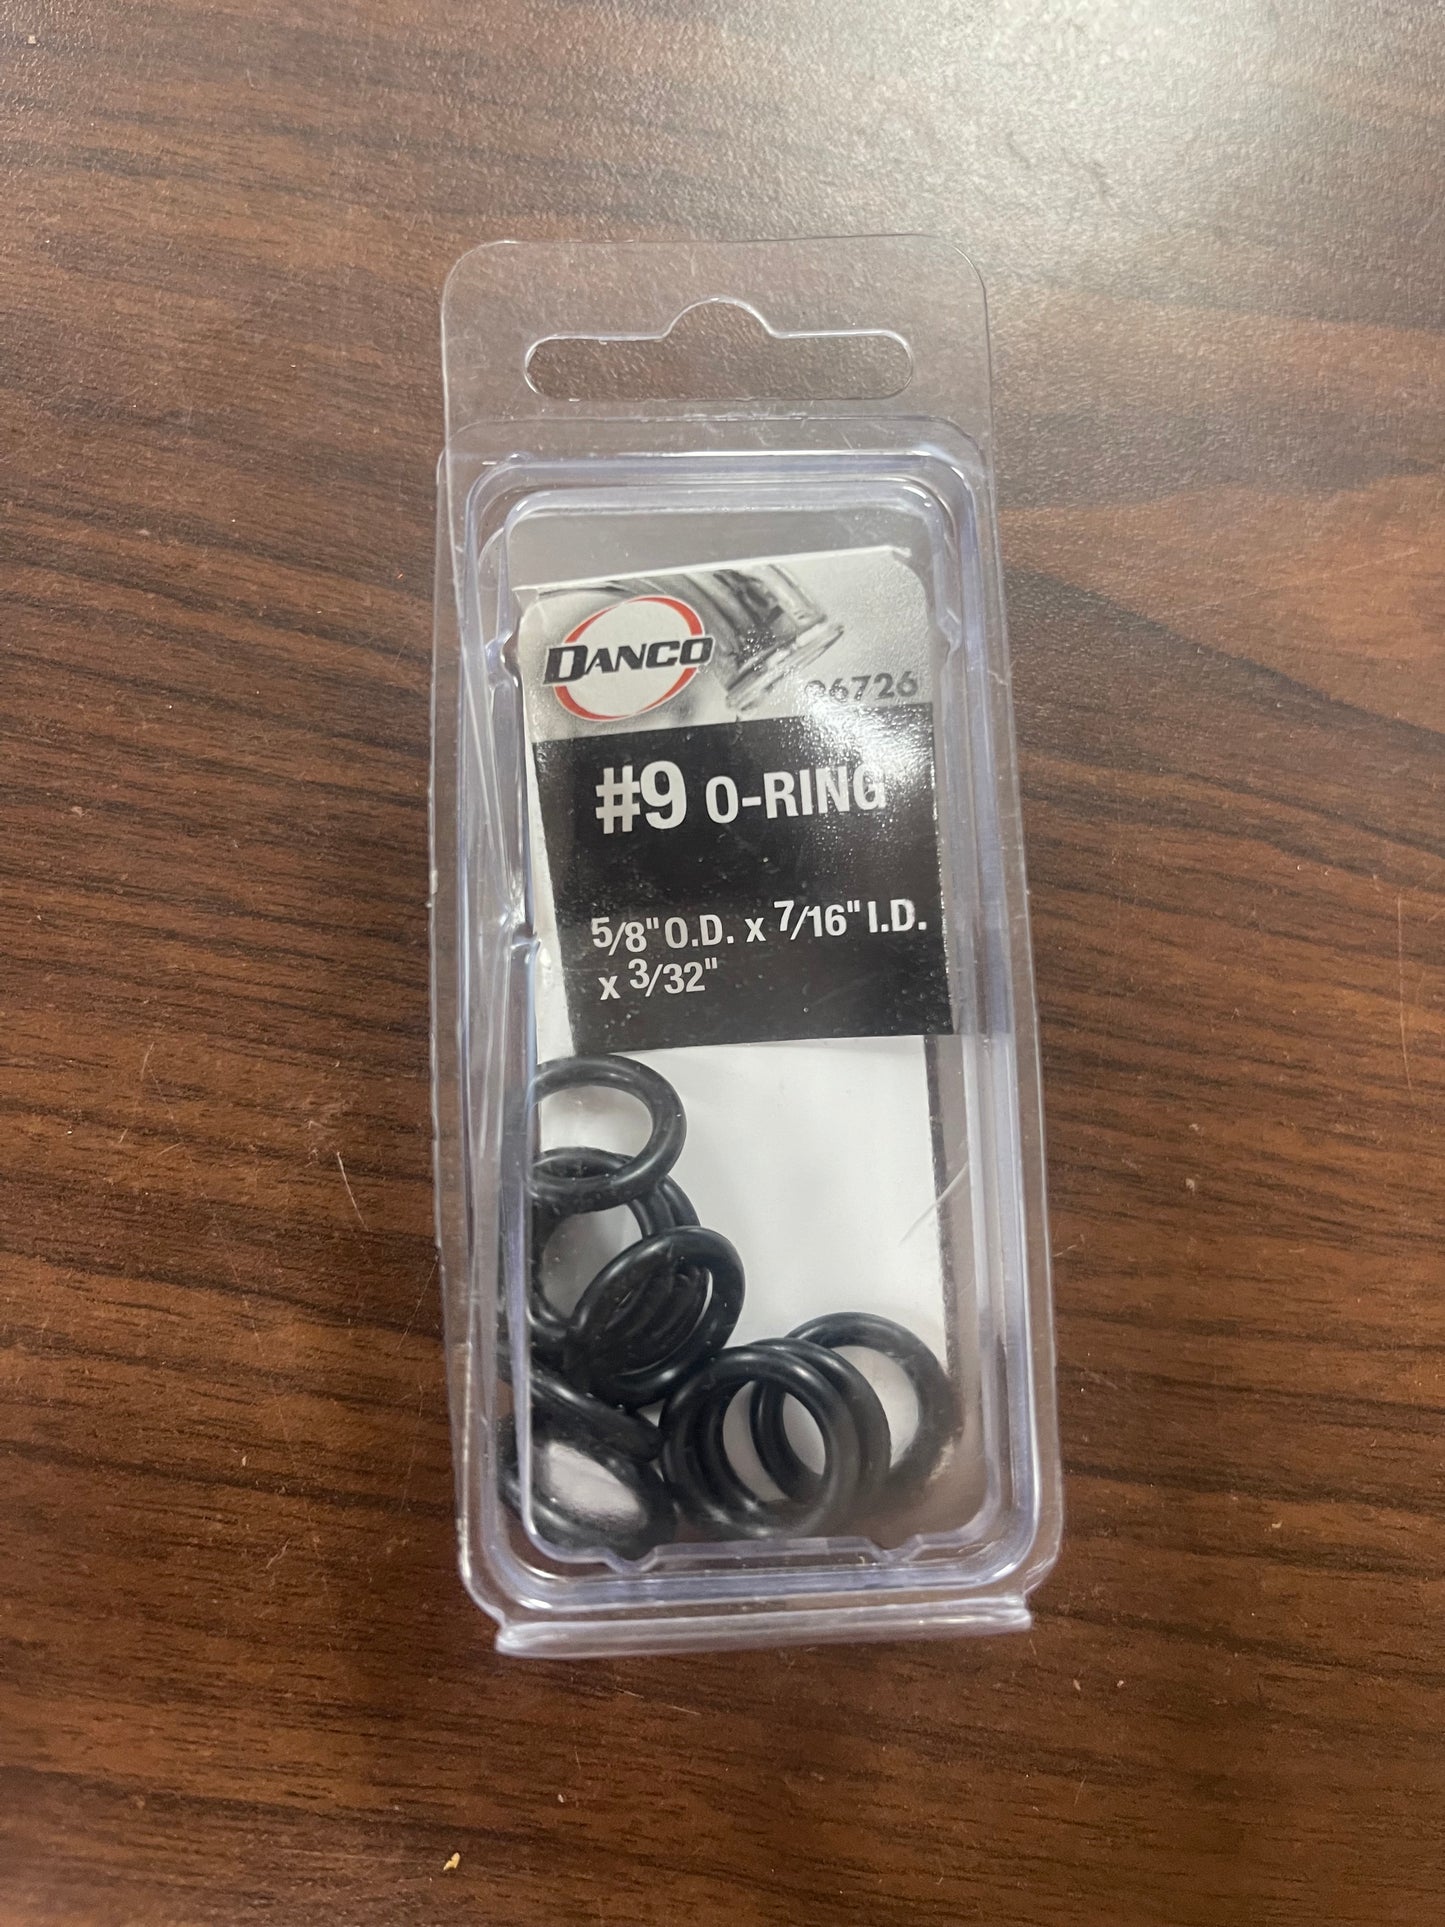 DANCO
#9 O-RING
5/8" O.D. x 7/16" I.D.
x 3/32"